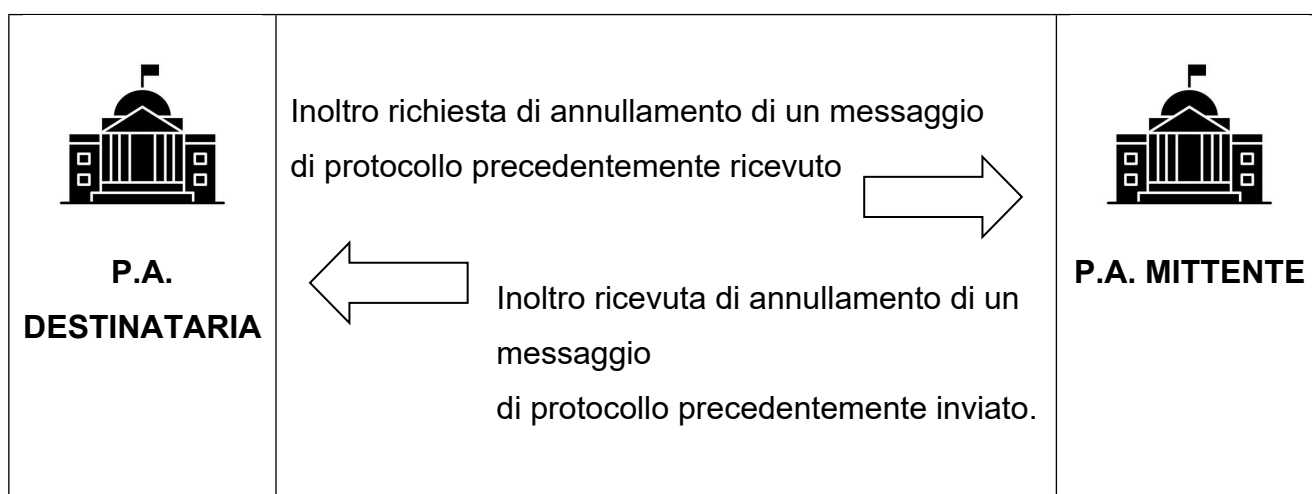 P.A.
DESTINATARIA
Inoltro richiesta di annullamento di un messaggio
di protocollo precedentemente ricevuto
Inoltro ricevuta di annullamento di un
messaggio
di protocollo precedentemente inviato.
P.A. MITTENTE